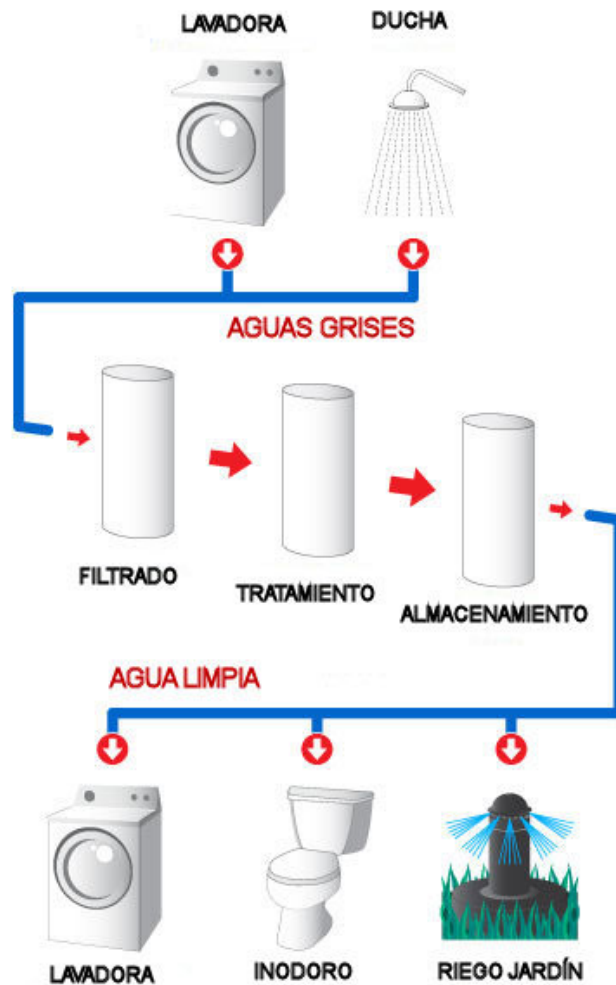 LAVADORA
DUCHA
AGUAS GRISES
FILTRADO
TRATAMIENTO
ALMACENAMIENTO
AGUA LIMPIA
LAVADORA
INODORO
RIEGO JARDÍN